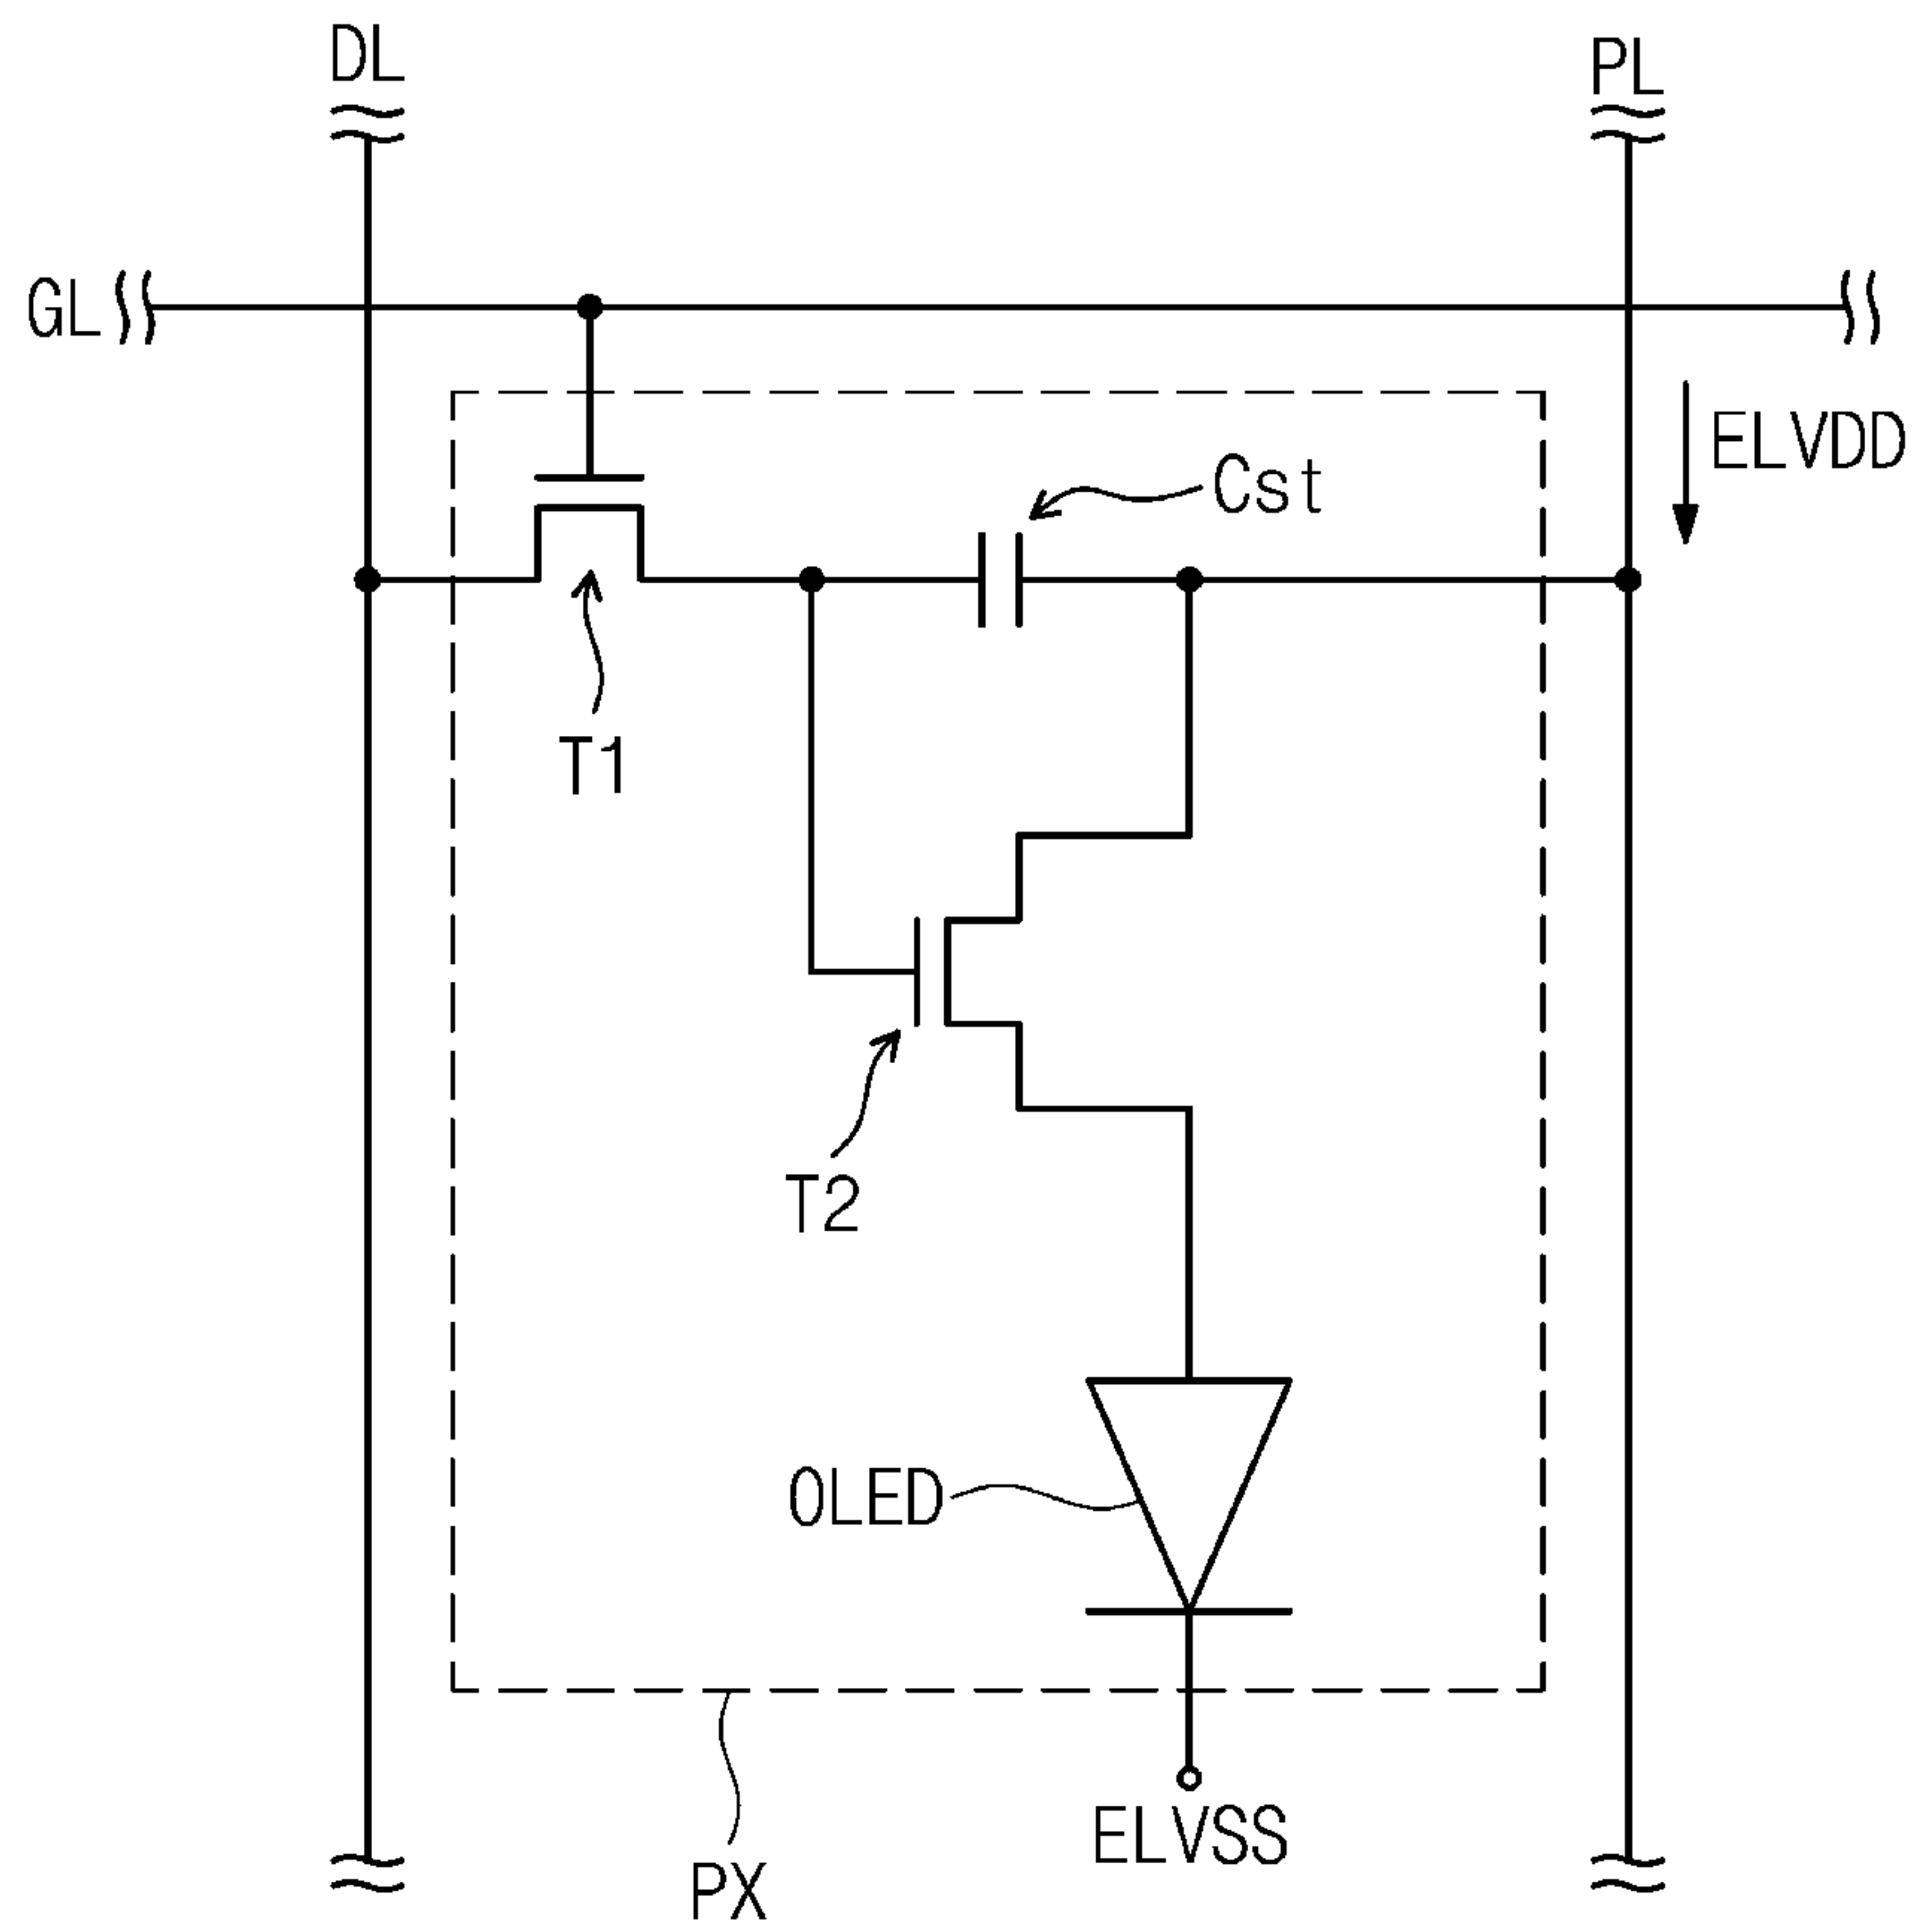 DL
PL
GL
ELVDD
Cst
T1
T2
OLED
ELVSS
PX